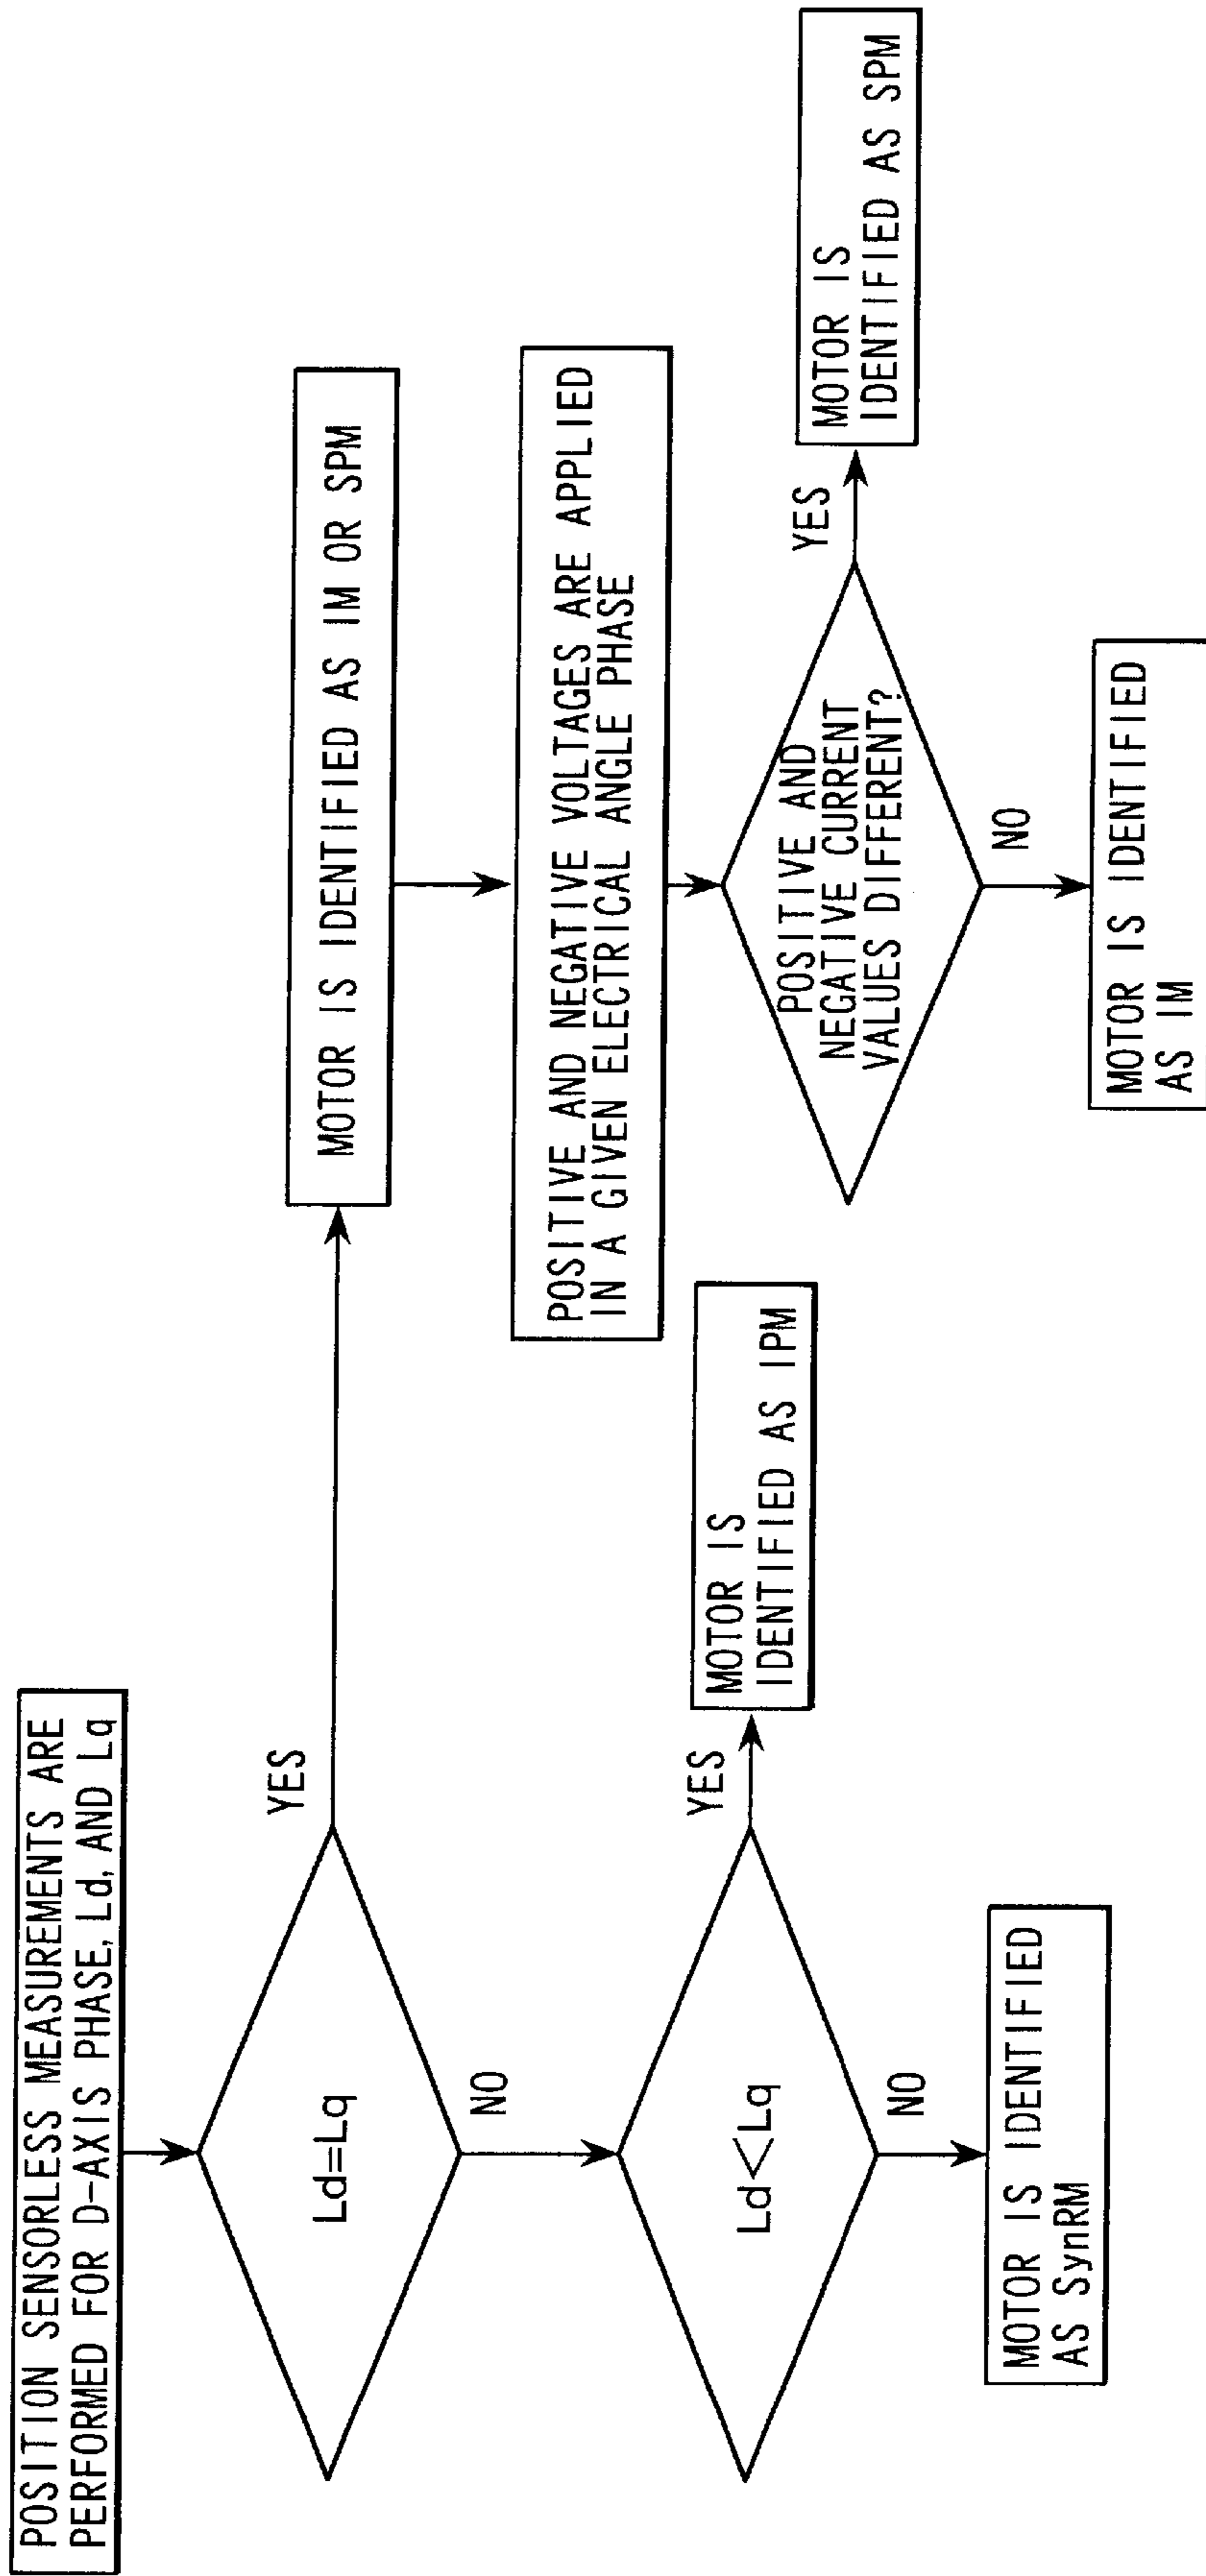 POSITION SENSORLESS MEASUREMENTS ARE
PERFORMED FOR D-AXIS PHASE, Ld, AND Lq
Ld=Lq
YES
NO
MOTOR IS IDENTIFIED AS IM OR SPM
Ld<Lq
YES
NO
MOTOR IS
IDENTIFIED AS IPM
MOTOR IS IDENTIFIED
AS SynRM
POSITIVE AND NEGATIVE VOLTAGES ARE APPLIED
IN A GIVEN ELECTRICAL ANGLE PHASE
POSITIVE AND
NEGATIVE CURRENT
VALUES DIFFERENT?
YES
NO
MOTOR IS
IDENTIFIED AS SPM
MOTOR IS IDENTIFIED
AS IM